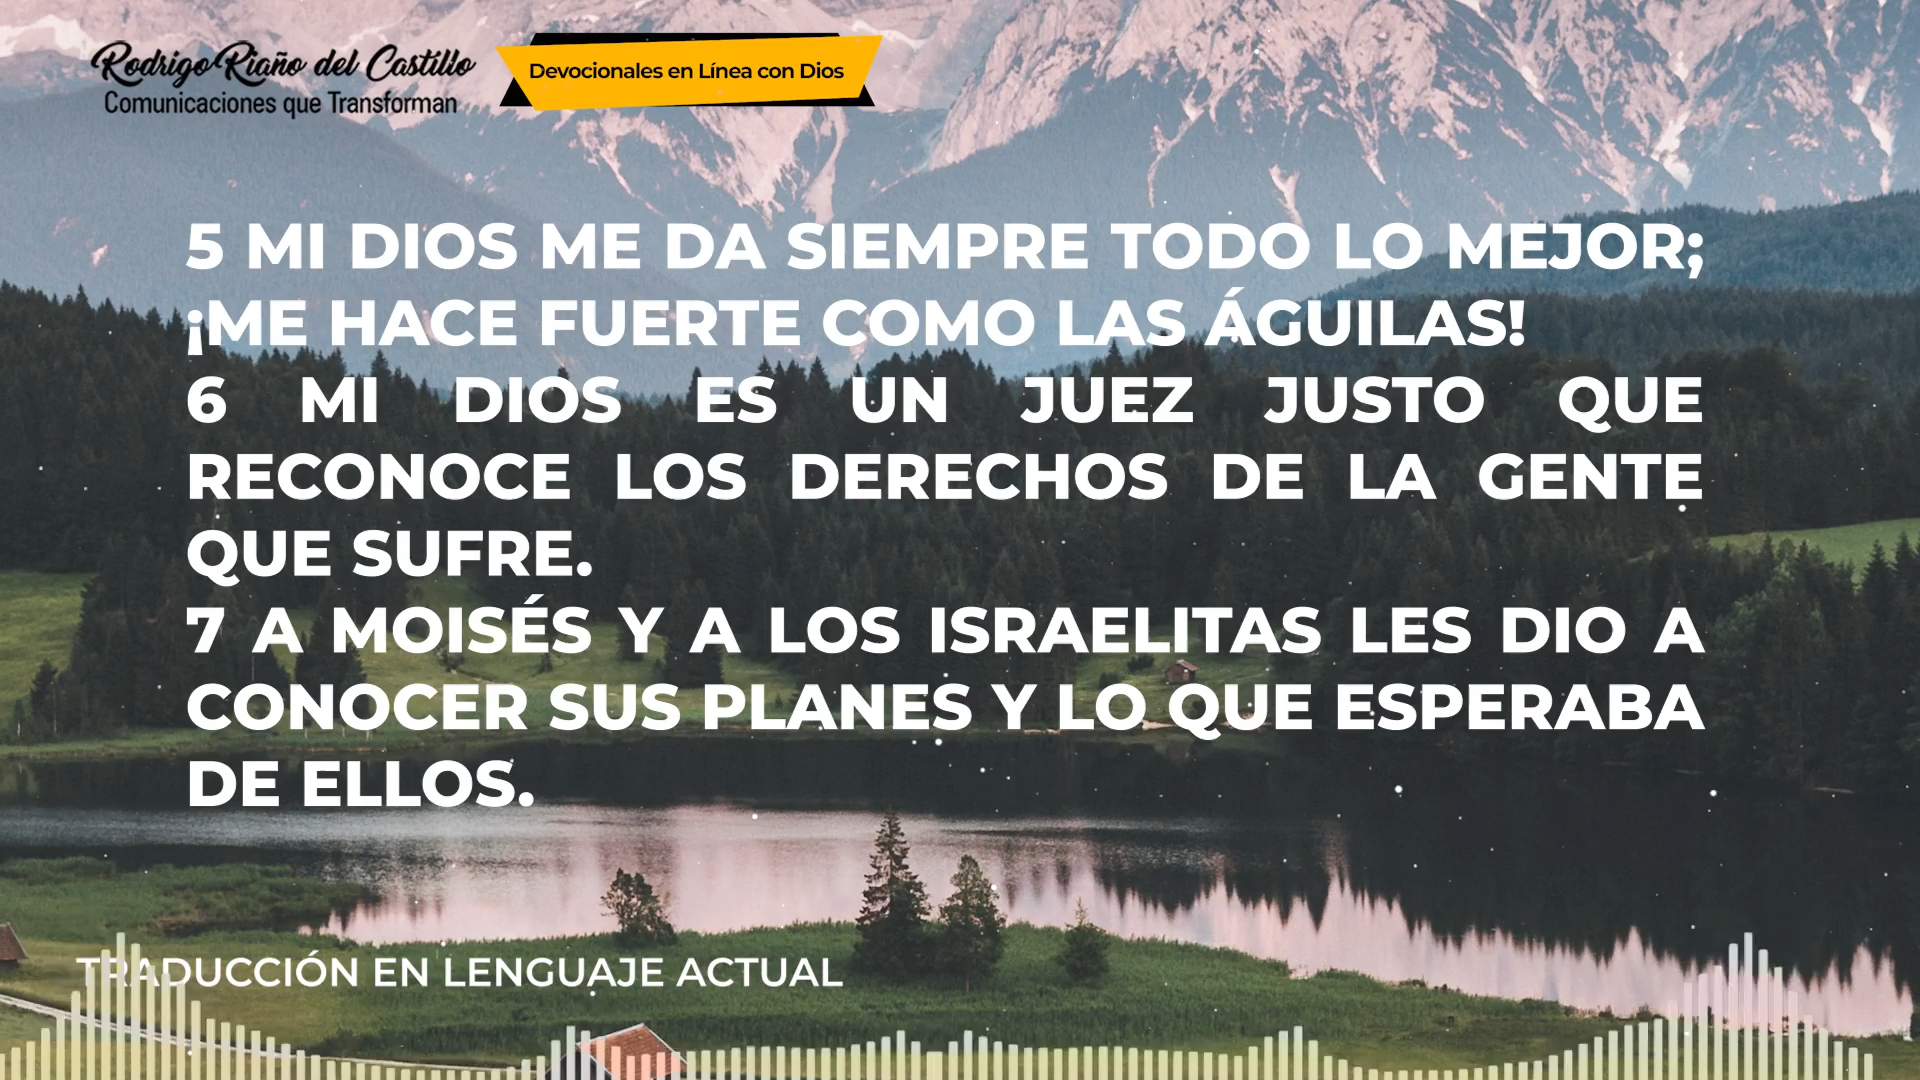 Rodrigo Riaño del Castillo
Comunicaciones que Transforman
Devocionales en Línea con Dios
5 MI DIOS ME DA SIEMPRE TODO LO MEJOR;
¡ME HACE FUERTE COMO LAS ÁGUILAS!
6 MI DIOS ES UN JUEZ JUSTO QUE
RECONOCE LOS DERECHOS DE LA GENTE
QUE SUFRE.
7 A MOISÉS Y A LOS ISRAELITAS LES DIO A
CONOCER SUS PLANES Y LO QUE ESPERABA
DE ELLOS.
TRADUCCIÓN EN LENGUAJE ACTUAL